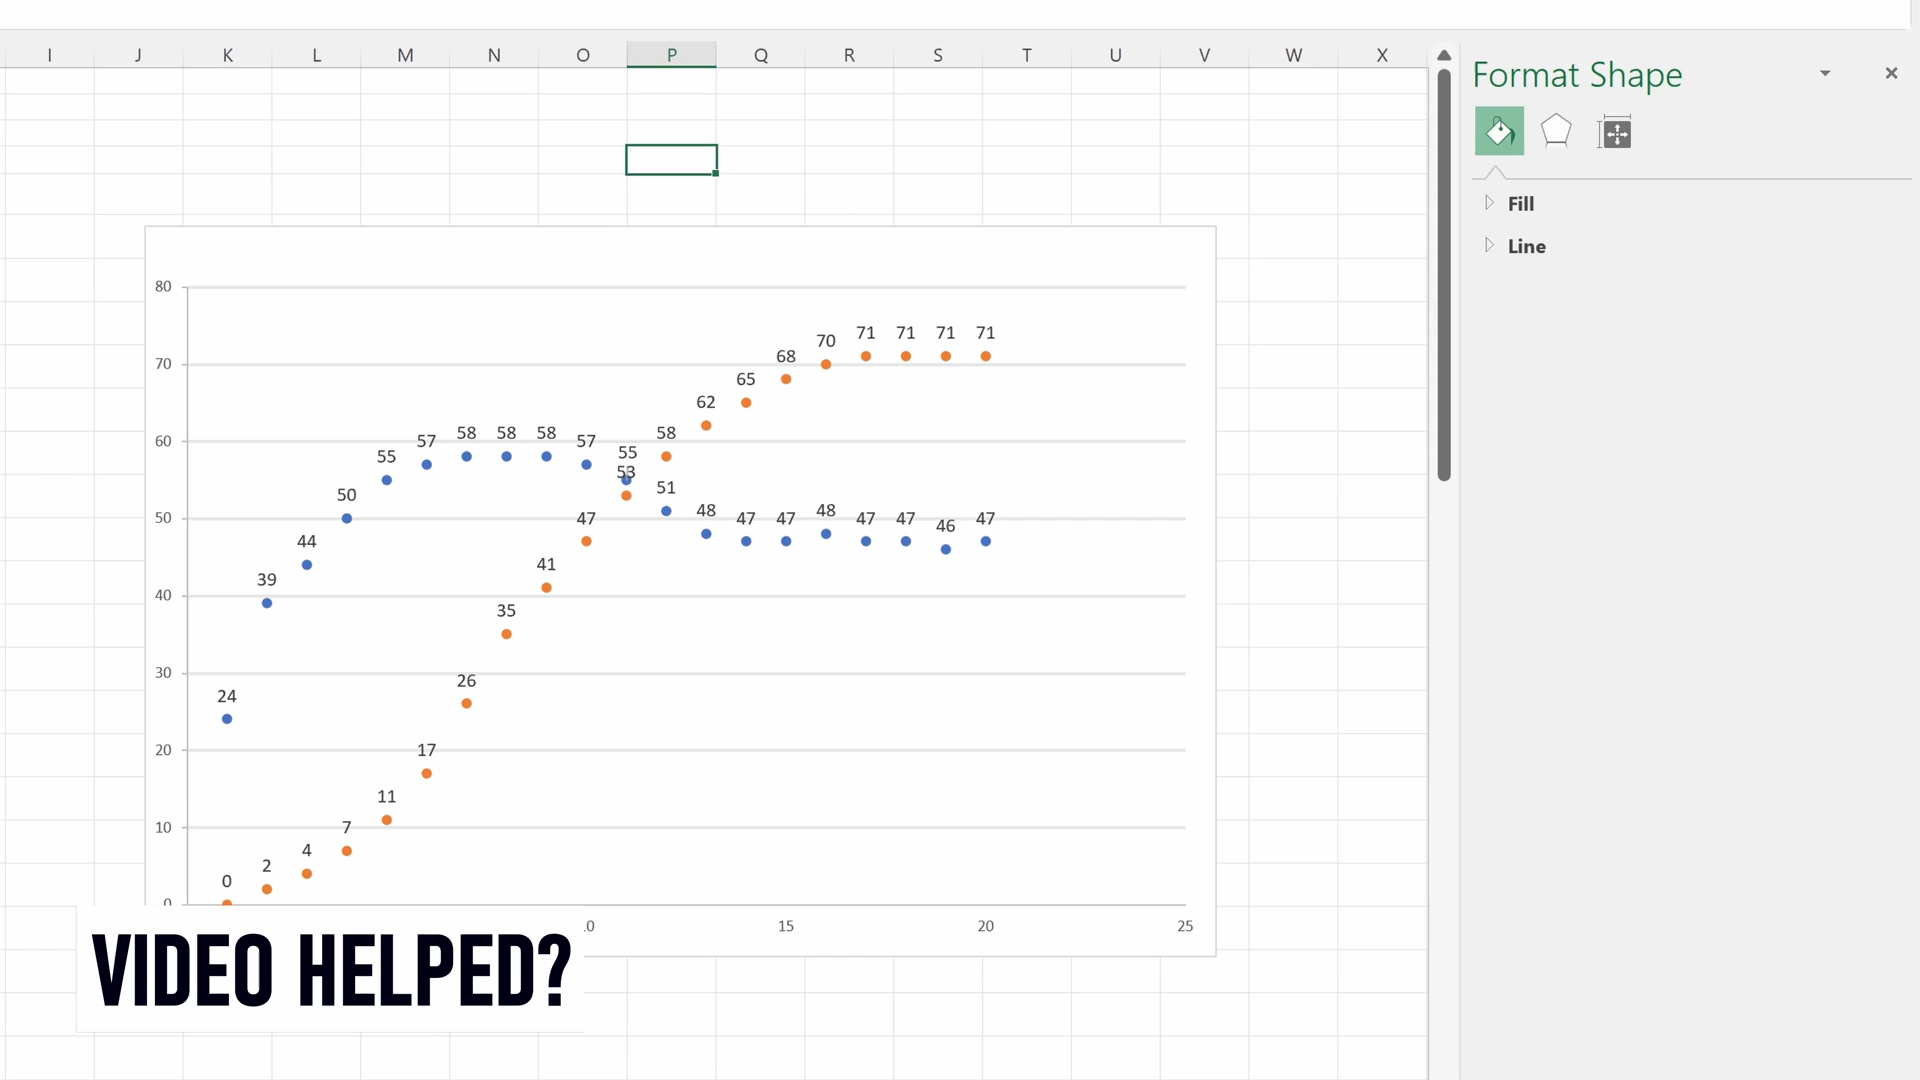 I J K L M N O P Q R S T U V W X
Format Shape
Fill
Line
80
70 71 71 71 71
70 68
65
62
60 57 58 58 58 57 58
55 55
53
50 50 51 48 47 47 48 47 47 46 47
47
44
41
40 39
35
30
26
24
20 17
11
10 7
4
2
0
0
15 20 25
VIDEO HELPED?